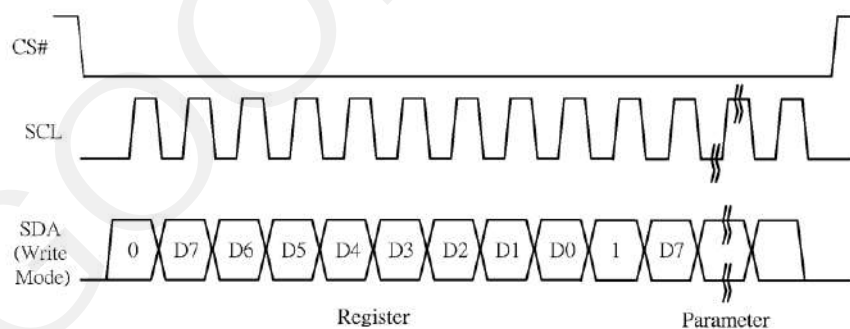 CS#
SCL
SDA
(Write
Mode)
0 D7 D6 D5 D4 D3 D2 D1 D0 1 D7
Register Parameter